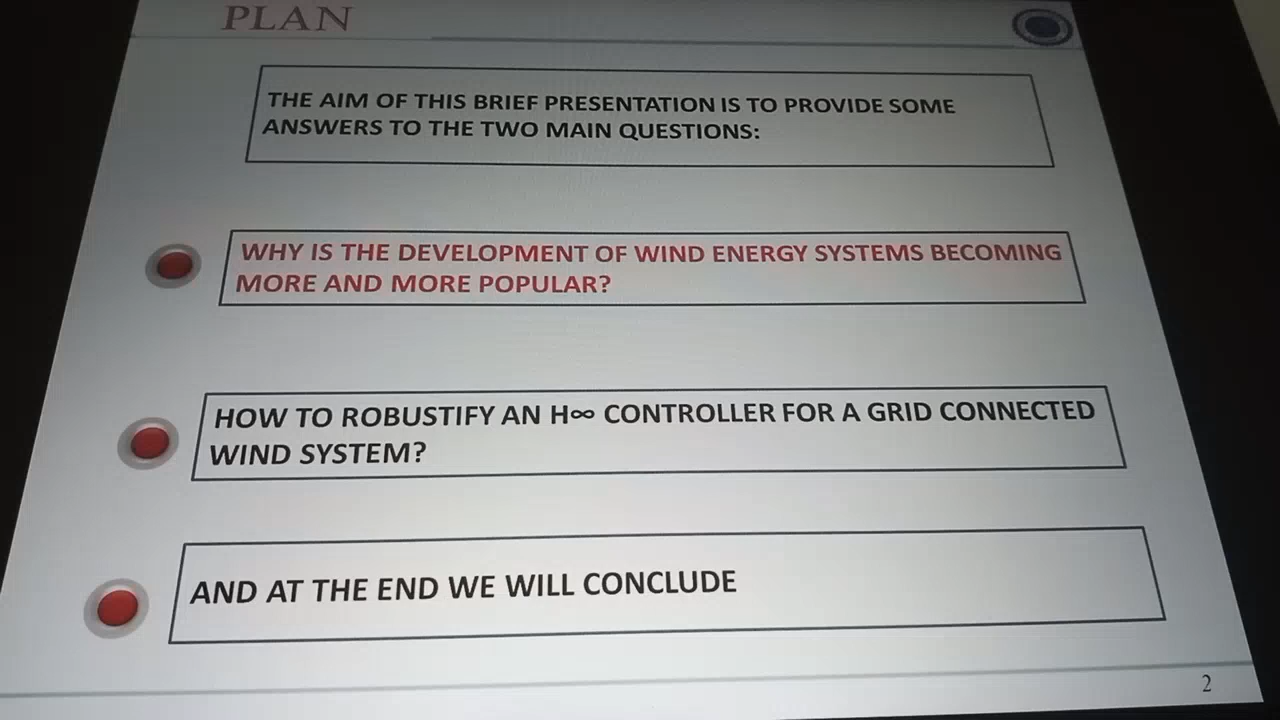 PLAN
THE AIM OF THIS BRIEF PRESENTATION IS TO PROVIDE SOME
ANSWERS TO THE TWO MAIN QUESTIONS:
WHY IS THE DEVELOPMENT OF WIND ENERGY SYSTEMS BECOMING
MORE AND MORE POPULAR?
HOW TO ROBUSTIFY AN H∞ CONTROLLER FOR A GRID CONNECTED
WIND SYSTEM?
AND AT THE END WE WILL CONCLUDE
2